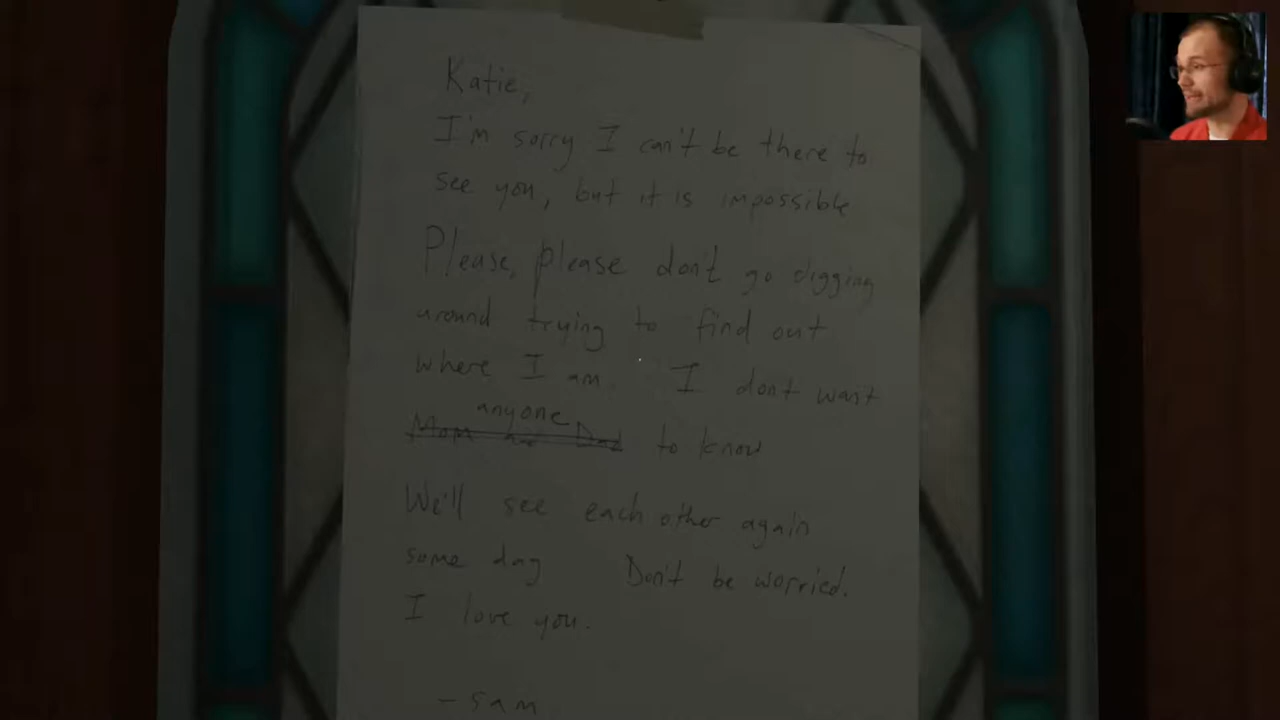 Katie,
I'm sorry I can't be there to
see you, but it is impossible
Please, please don't go digging
around trying to find out
where I am. I don't want
anyone
Mom and Dad to know
We'll see each other again
some day Don't be worried.
I love you.
- Sam